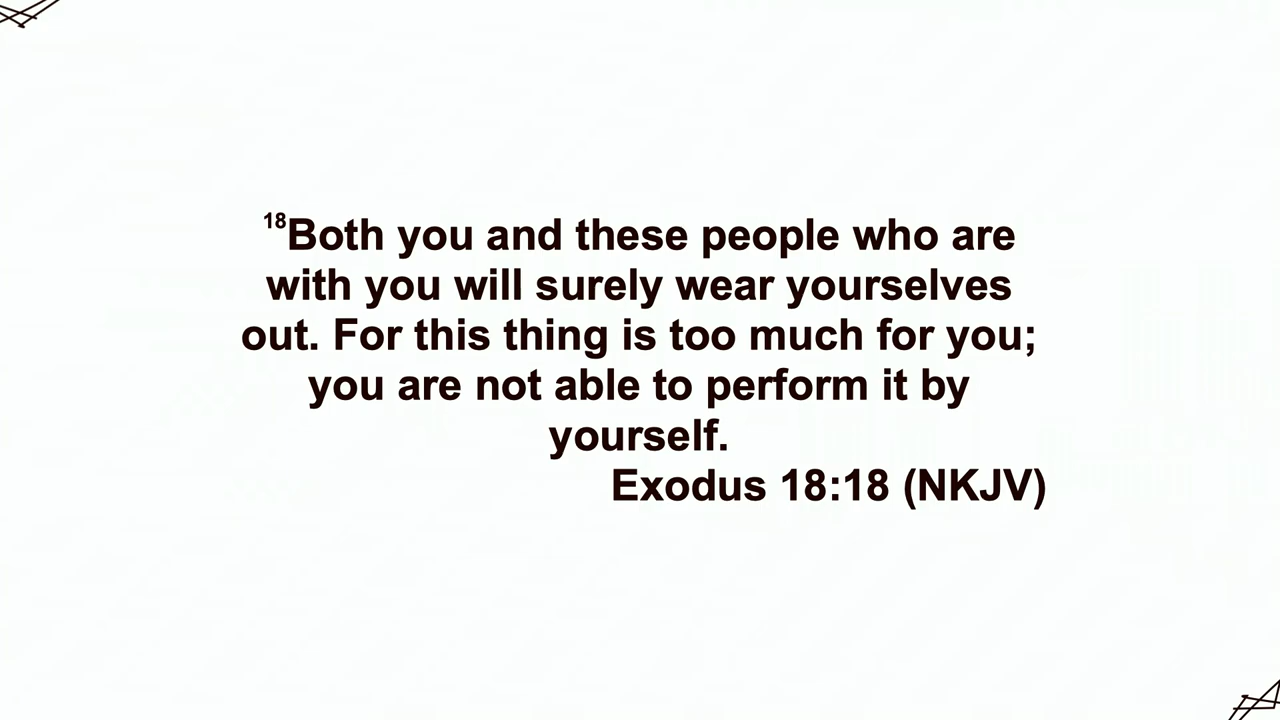 18Both you and these people who are
with you will surely wear yourselves
out. For this thing is too much for you;
you are not able to perform it by
yourself.
Exodus 18:18 (NKJV)